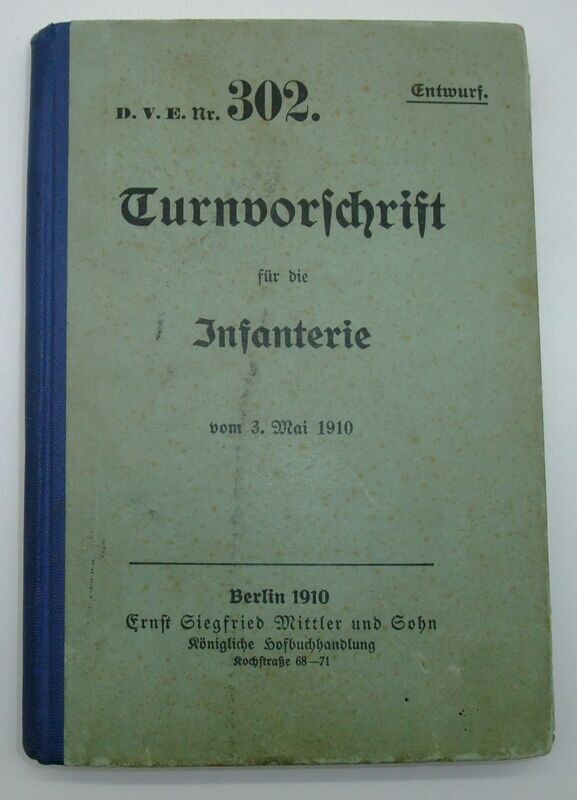 D. V. E. Nr. 302.
Entwurf.
Turnvorschrift
für die
Infanterie
vom 3. Mai 1910
Berlin 1910
Ernst Siegfried Mittler und Sohn
Königliche Hofbuchhandlung
Kochstraße 68—71